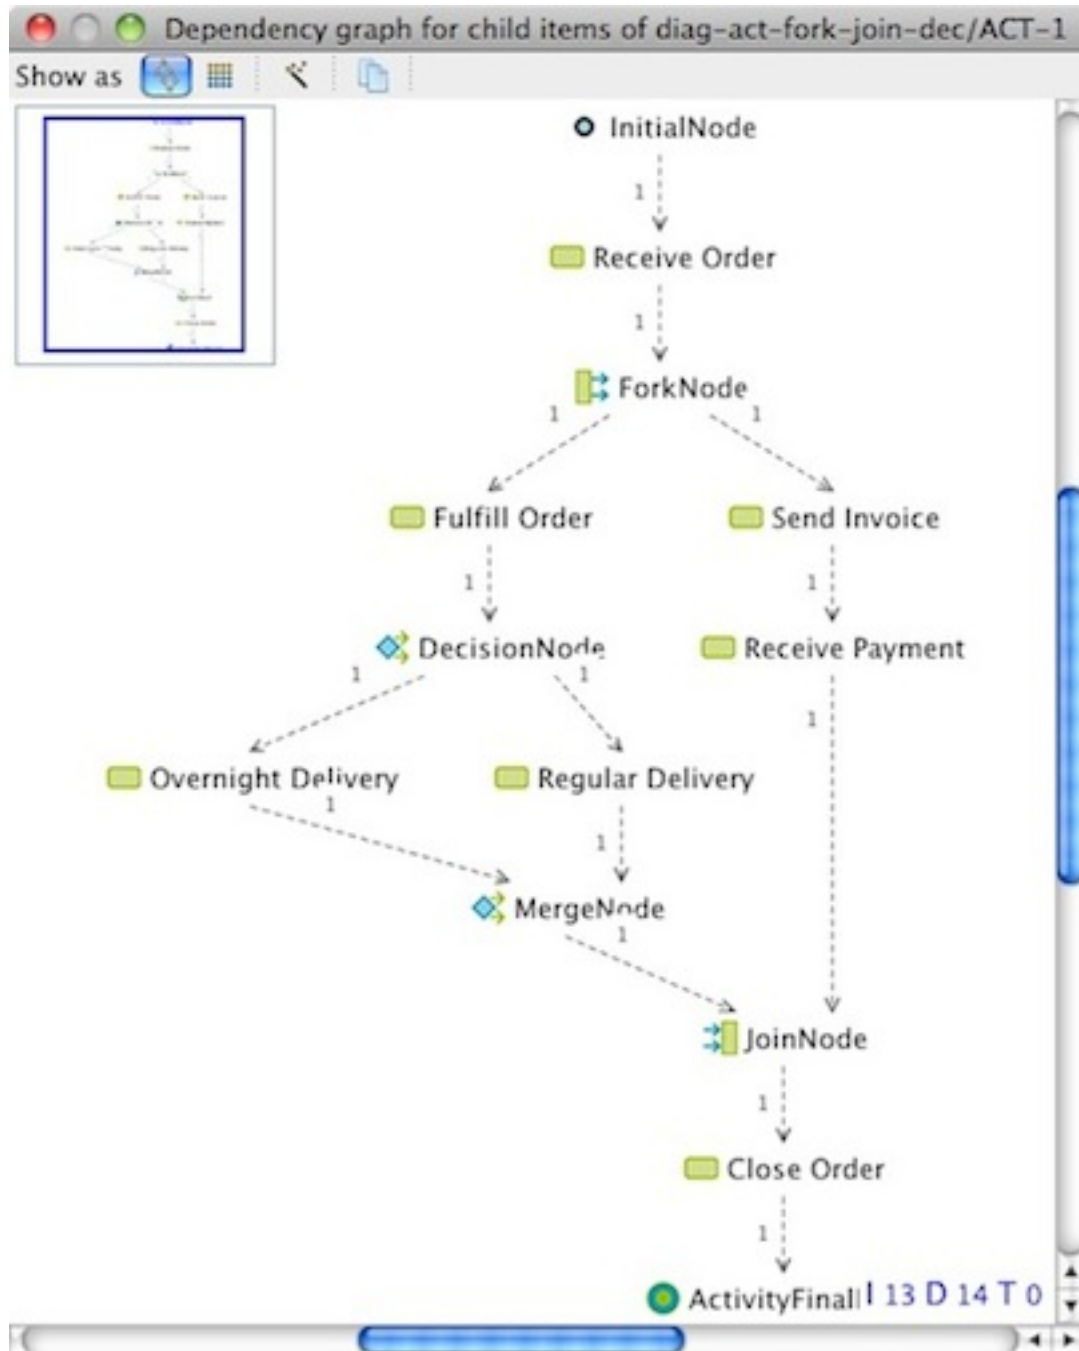 Dependency graph for child items of diag-act-fork-join-dec/ACT-1
Show as
InitialNode
1
Receive Order
1
ForkNode
1 1
Fulfill Order Send Invoice
1 1
DecisionNode Receive Payment
1 1
1
Overnight Delivery Regular Delivery
1
1
MergeNode
1
JoinNode
1
Close Order
1
ActivityFinal I 13 D 14 T 0